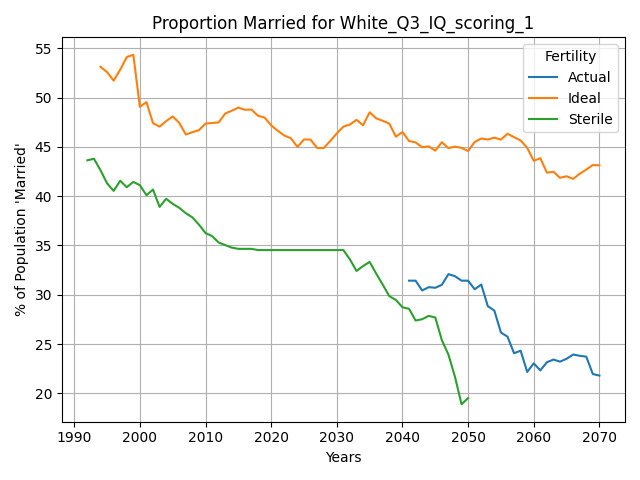 Proportion Married for White_Q3_IQ_scoring_1
% of Population 'Married'
55
50
45
40
35
30
25
20
Fertility
Actual
Ideal
Sterile
1990 2000 2010 2020 2030 2040 2050 2060 2070
Years